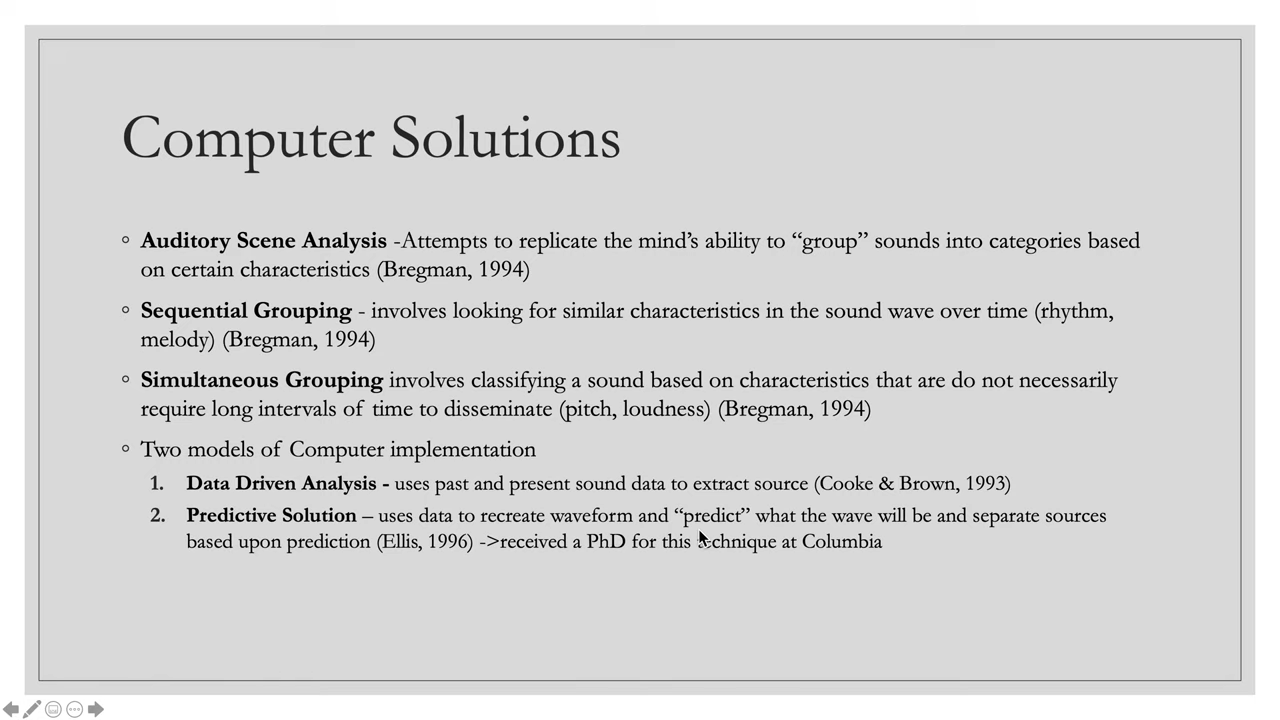 Computer Solutions
◦ Auditory Scene Analysis -Attempts to replicate the mind’s ability to “group” sounds into categories based
on certain characteristics (Bregman, 1994)
◦ Sequential Grouping - involves looking for similar characteristics in the sound wave over time (rhythm,
melody) (Bregman, 1994)
◦ Simultaneous Grouping involves classifying a sound based on characteristics that are do not necessarily
require long intervals of time to disseminate (pitch, loudness) (Bregman, 1994)
◦ Two models of Computer implementation
1. Data Driven Analysis - uses past and present sound data to extract source (Cooke & Brown, 1993)
2. Predictive Solution – uses data to recreate waveform and “predict” what the wave will be and separate sources
based upon prediction (Ellis, 1996) ->received a PhD for this technique at Columbia